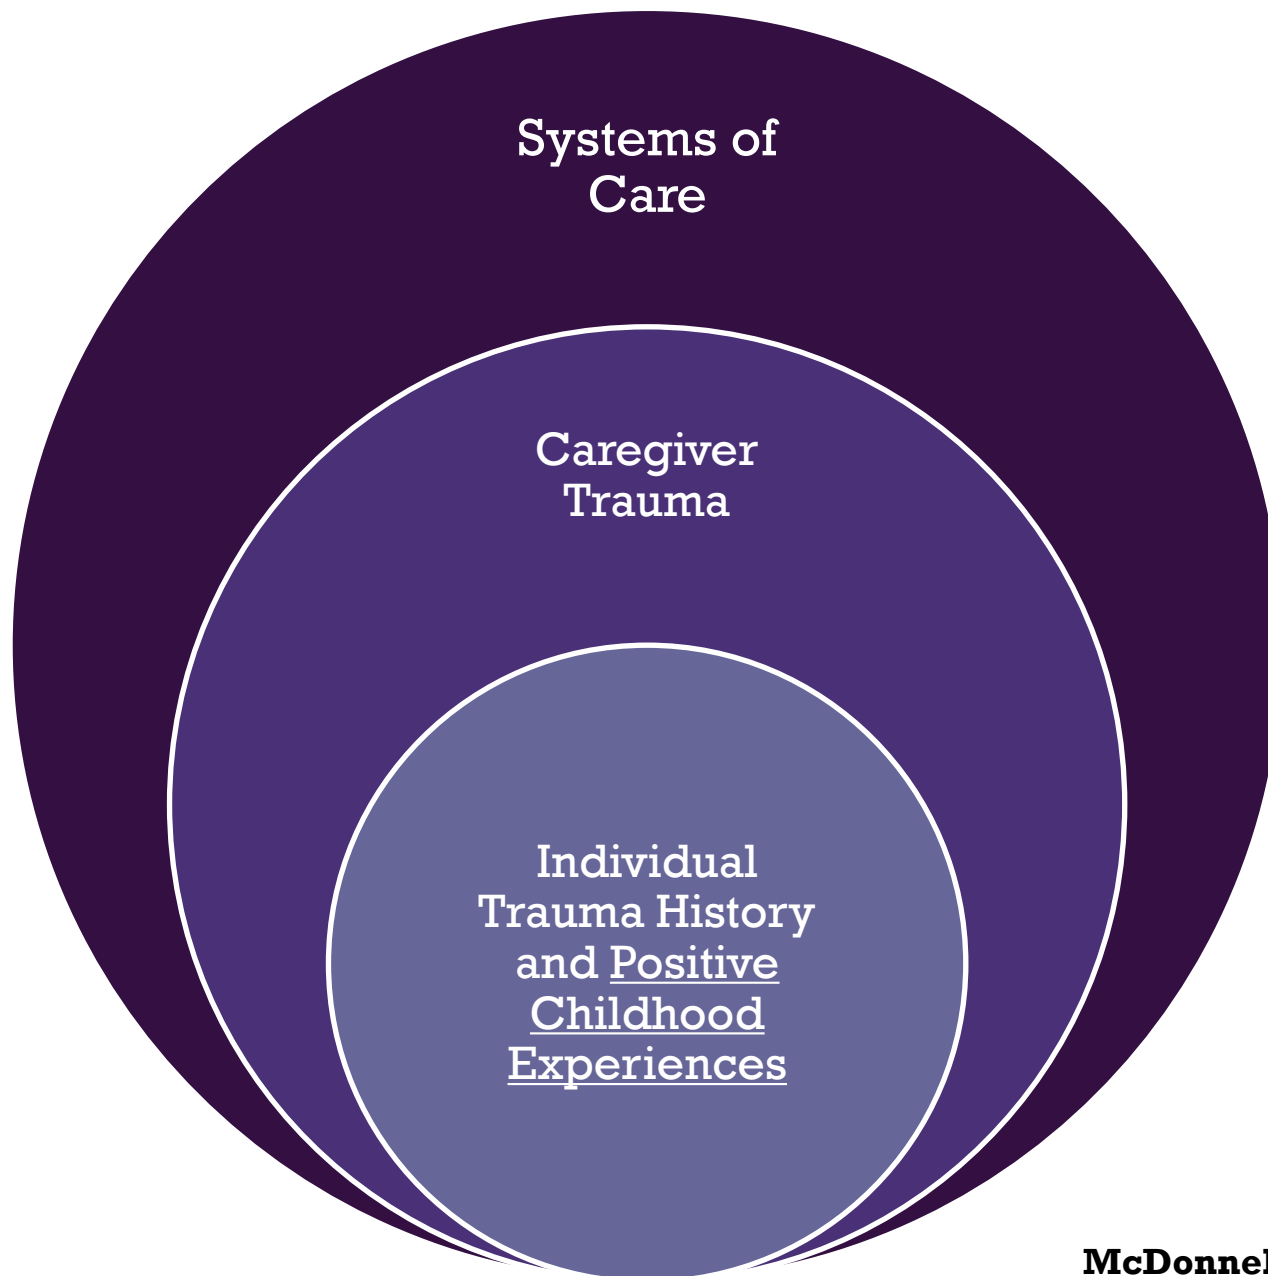 Systems of
Care
Caregiver
Trauma
Individual
Trauma History
and Positive
Childhood
Experiences